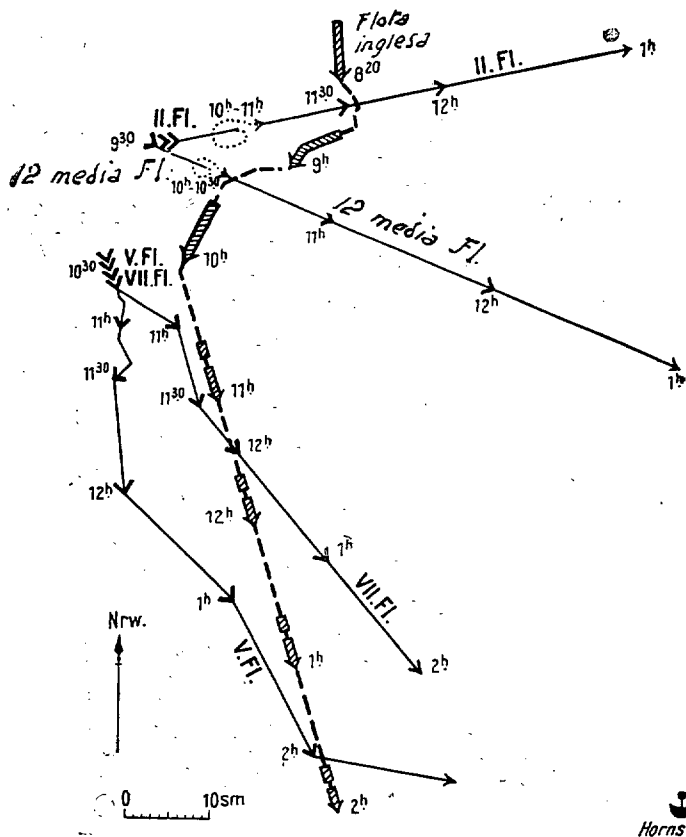 Flota
inglesa
8²⁰
1ʰ
II.Fl.
12ʰ
11³⁰
10ʰ-11ʰ
II.Fl.
9³⁰
9ʰ
12 media Fl.
10ʰ-10³⁰
12 media Fl.
11ʰ
12ʰ
1ʰ
10ʰ
10³⁰
V.Fl.
VII.Fl.
11ʰ
11ʰ
11³⁰
11³⁰
11ʰ
12ʰ
12ʰ
12ʰ
1ʰ
VII.Fl.
2ʰ
1ʰ
V.Fl.
1ʰ
Nrw.
2ʰ
2ʰ
0 10sm
Horns